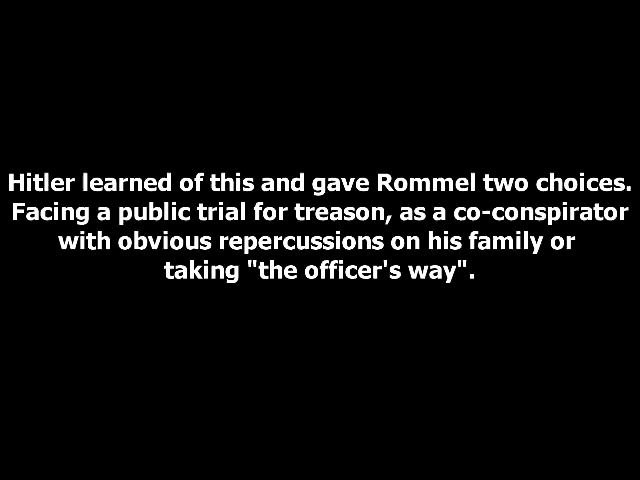 Hitler learned of this and gave Rommel two choices.
Facing a public trial for treason, as a co-conspirator
with obvious repercussions on his family or
taking "the officer's way".